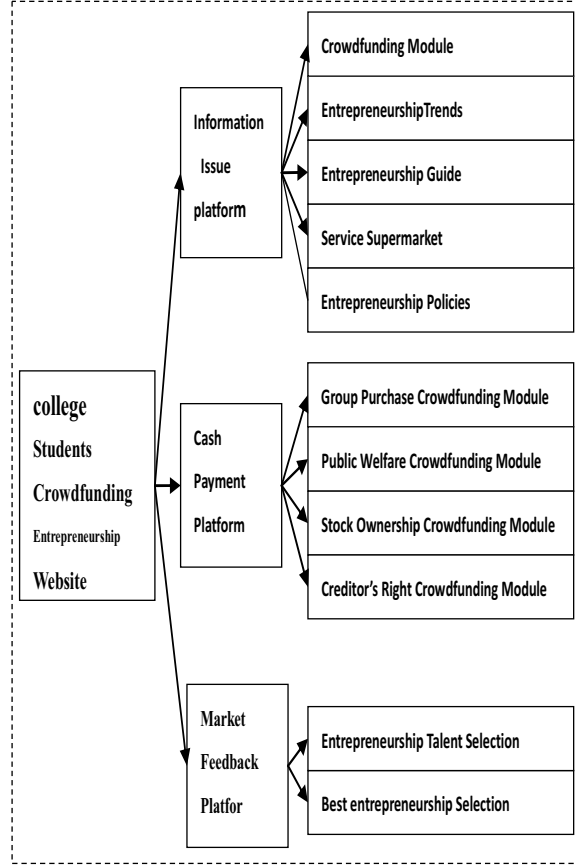 college
Students
Crowdfunding
Entrepreneurship
Website
Information
Issue
platform
Crowdfunding Module
EntrepreneurshipTrends
Entrepreneurship Guide
Service Supermarket
Entrepreneurship Policies
Cash
Payment
Platform
Group Purchase Crowdfunding Module
Public Welfare Crowdfunding Module
Stock Ownership Crowdfunding Module
Creditor's Right Crowdfunding Module
Market
Feedback
Platfor
Entrepreneurship Talent Selection
Best entrepreneurship Selection